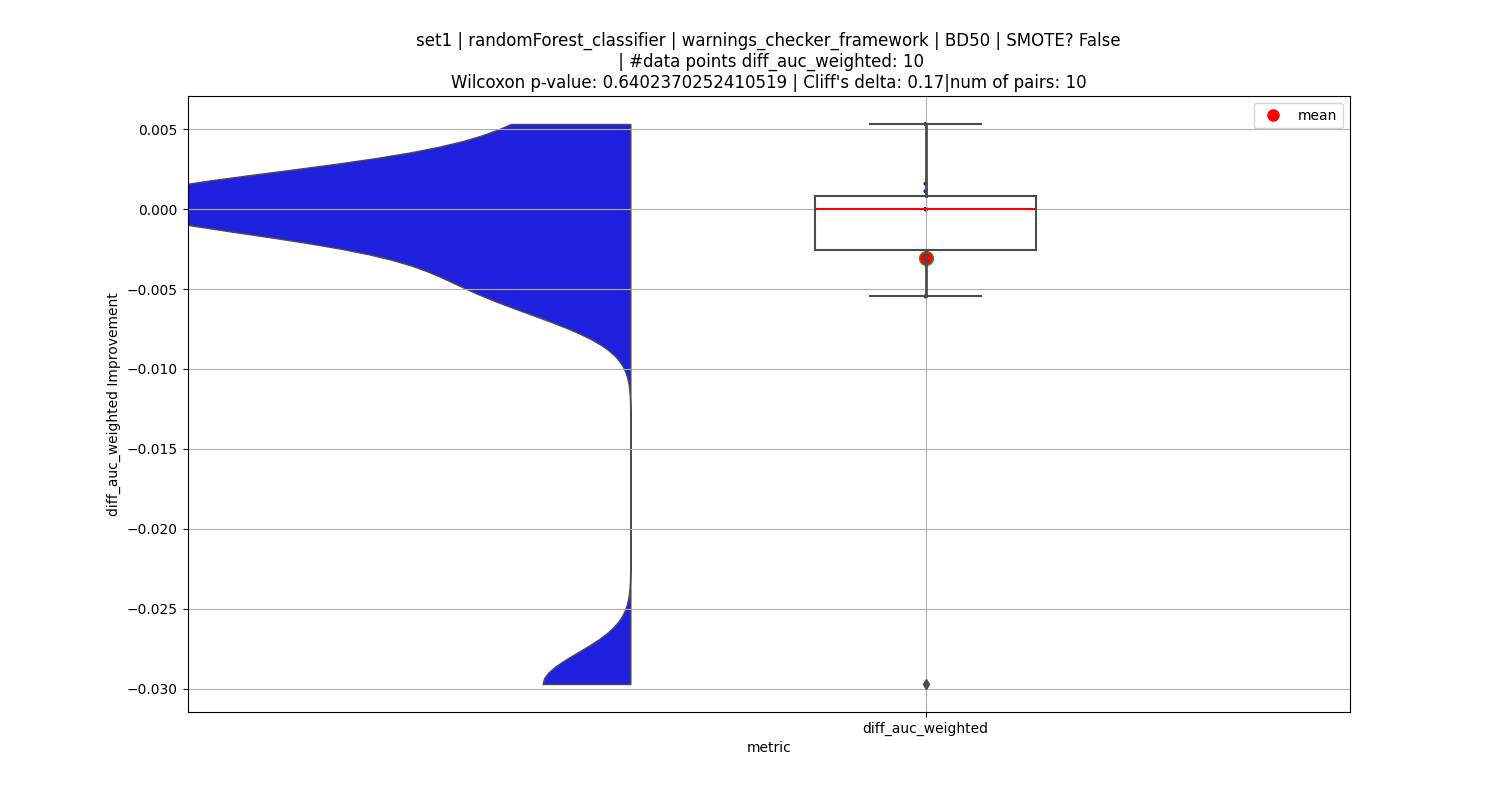 set1 | randomForest_classifier | warnings_checker_framework | BD50 | SMOTE? False
| #data points diff_auc_weighted: 10
Wilcoxon p-value: 0.6402370252410519 | Cliff's delta: 0.17|num of pairs: 10
mean
0.005
0.000
−0.005
−0.010
−0.015
−0.020
−0.025
−0.030
diff_auc_weighted Improvement
diff_auc_weighted
metric